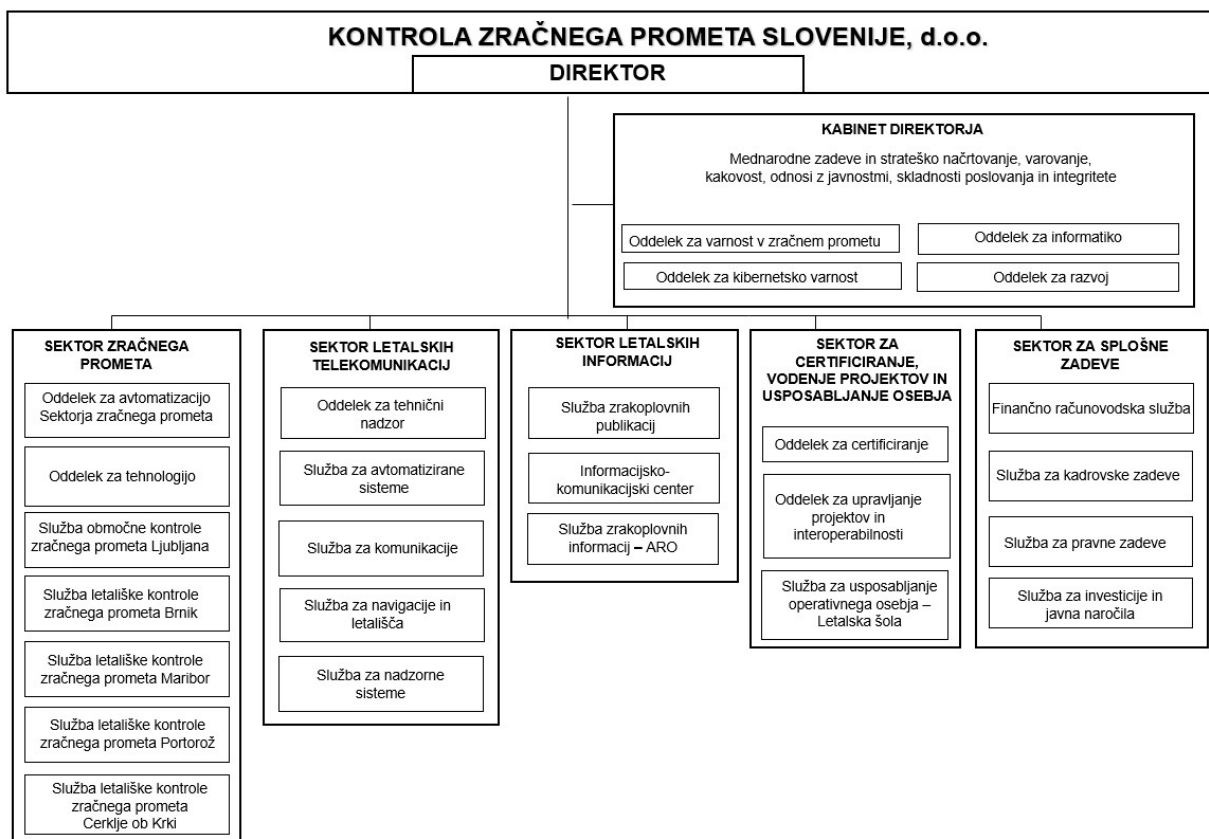 KONTROLA ZRAČNEGA PROMETA SLOVENIJE, d.o.o.
DIREKTOR
KABINET DIREKTORJA
Mednarodne zadeve in strateško načrtovanje, varovanje,
kakovost, odnosi z javnostmi, skladnosti poslovanja in integritete
Oddelek za varnost v zračnem prometu
Oddelek za informatiko
Oddelek za kibernetsko varnost
Oddelek za razvoj
SEKTOR ZRAČNEGA
PROMETA
Oddelek za avtomatizacijo
Sektorja zračnega prometa
Oddelek za tehnologijo
Služba območne kontrole
zračnega prometa Ljubljana
Služba letališke kontrole
zračnega prometa Brnik
Služba letališke kontrole
zračnega prometa Maribor
Služba letališke kontrole
zračnega prometa Portorož
Služba letališke kontrole
zračnega prometa
Cerklje ob Krki
SEKTOR LETALSKIH
TELEKOMUNIKACIJ
Oddelek za tehnični
nadzor
Služba za avtomatizirane
sisteme
Služba za komunikacije
Služba za navigacije in
letališča
Služba za nadzorne
sisteme
SEKTOR LETALSKIH
INFORMACIJ
Služba zrakoplovnih
publikacij
Informacijsko-
komunikacijski center
Služba zrakoplovnih
informacij – ARO
SEKTOR ZA
CERTIFICIRANJE,
VODENJE PROJEKTOV IN
USPOSABLJANJE OSEBJA
Oddelek za certificiranje
Oddelek za upravljanje
projektov in
interoperabilnosti
Služba za usposabljanje
operativnega osebja –
Letalska šola
SEKTOR ZA SPLOŠNE
ZADEVE
Finančno računovodska služba
Služba za kadrovske zadeve
Služba za pravne zadeve
Služba za investicije in
javna naročila